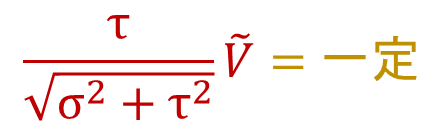 τ/√(σ² + τ²) Ṽ = 一定